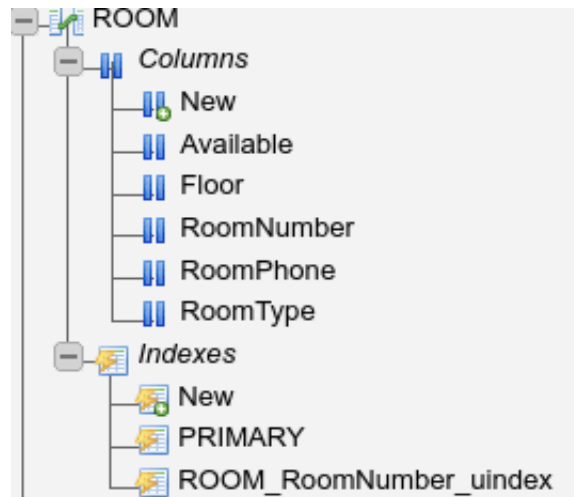 ROOM
Columns
New
Available
Floor
RoomNumber
RoomPhone
RoomType
Indexes
New
PRIMARY
ROOM_RoomNumber_uindex